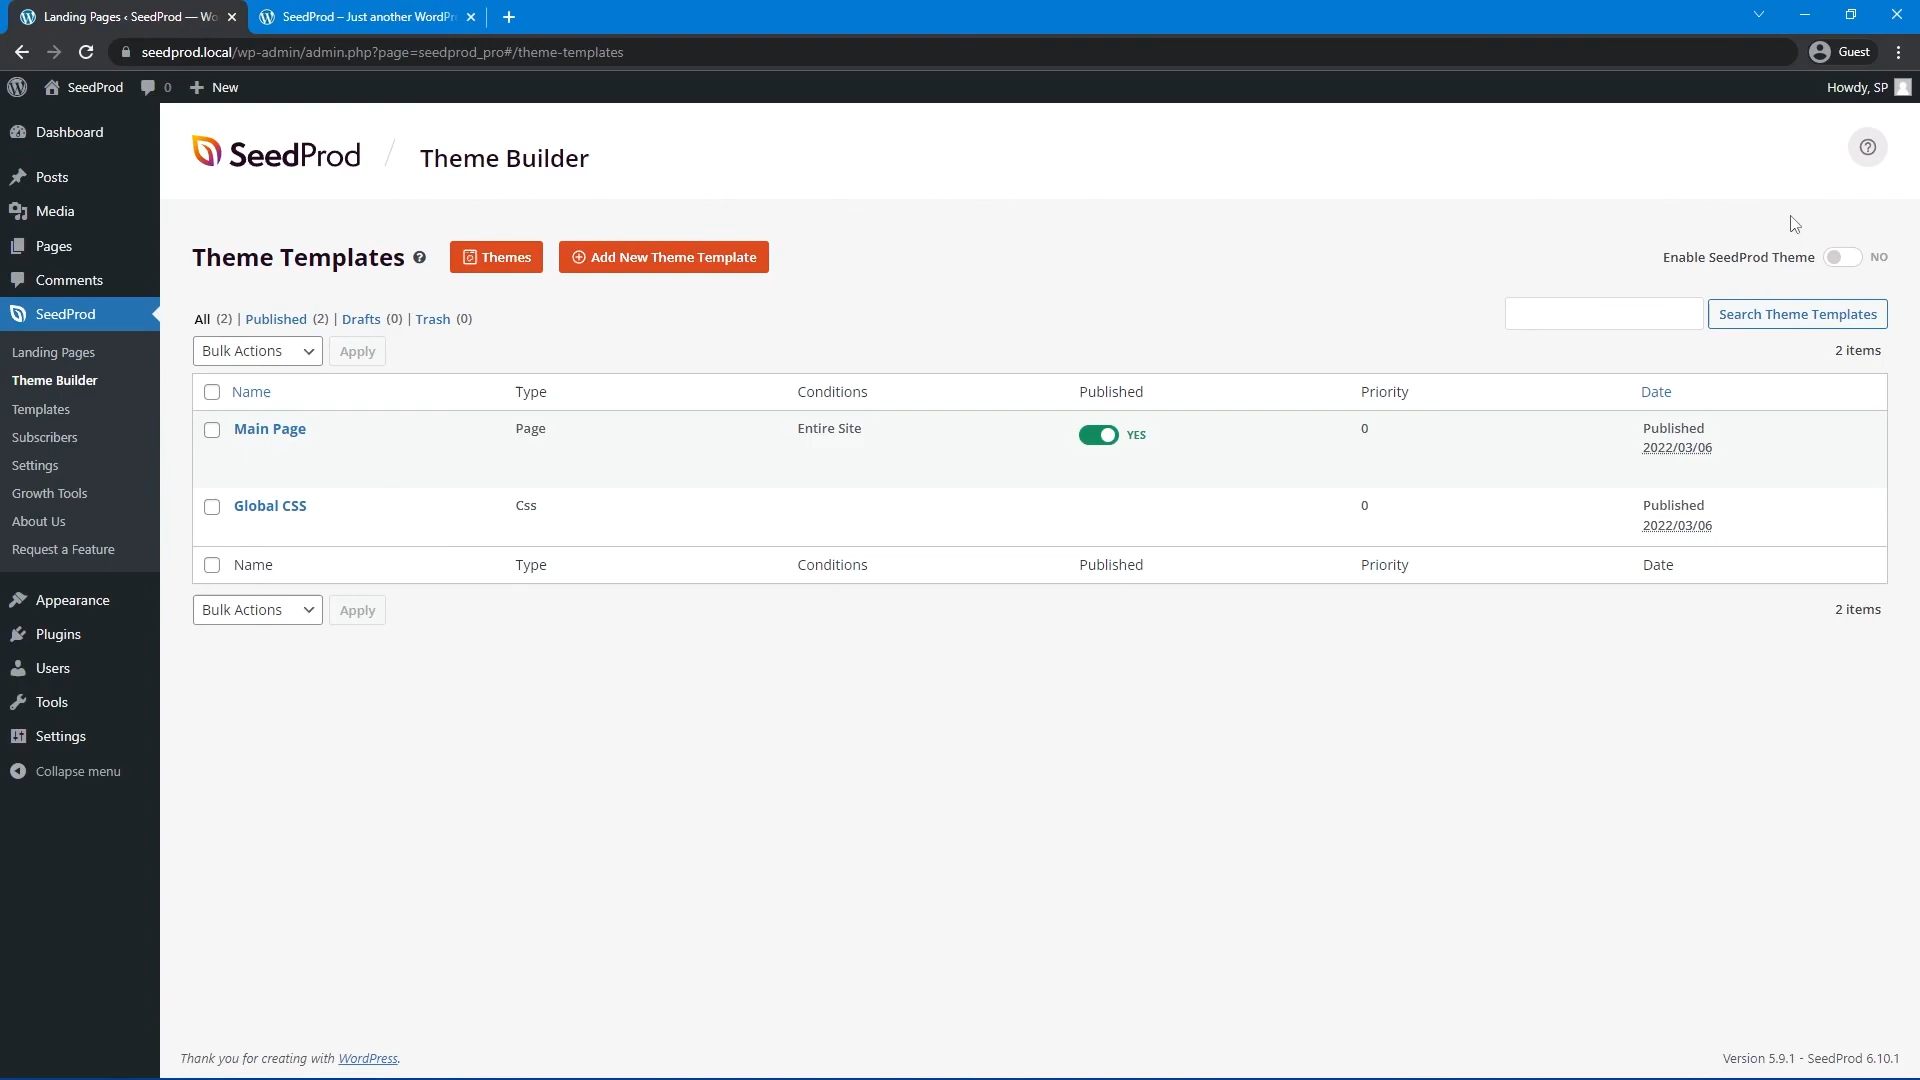 Landing Pages ‹ SeedProd — Wo
SeedProd – Just another WordPr
seedprod.local/wp-admin/admin.php?page=seedprod_pro#/theme-templates
Guest
SeedProd
0
New
Howdy, SP
Dashboard
Posts
Media
Pages
Comments
SeedProd
Landing Pages
Theme Builder
Templates
Subscribers
Settings
Growth Tools
About Us
Request a Feature
Appearance
Plugins
Users
Tools
Settings
Collapse menu
SeedProd / Theme Builder
Theme Templates
Themes
Add New Theme Template
Enable SeedProd Theme NO
All (2) | Published (2) | Drafts (0) | Trash (0)
Search Theme Templates
Bulk Actions Apply
2 items
Name Type Conditions Published Priority Date
Main Page Page Entire Site YES 0 Published
2022/03/06
Global CSS Css 0 Published
2022/03/06
Name Type Conditions Published Priority Date
Bulk Actions Apply
2 items
Thank you for creating with WordPress.
Version 5.9.1 - SeedProd 6.10.1